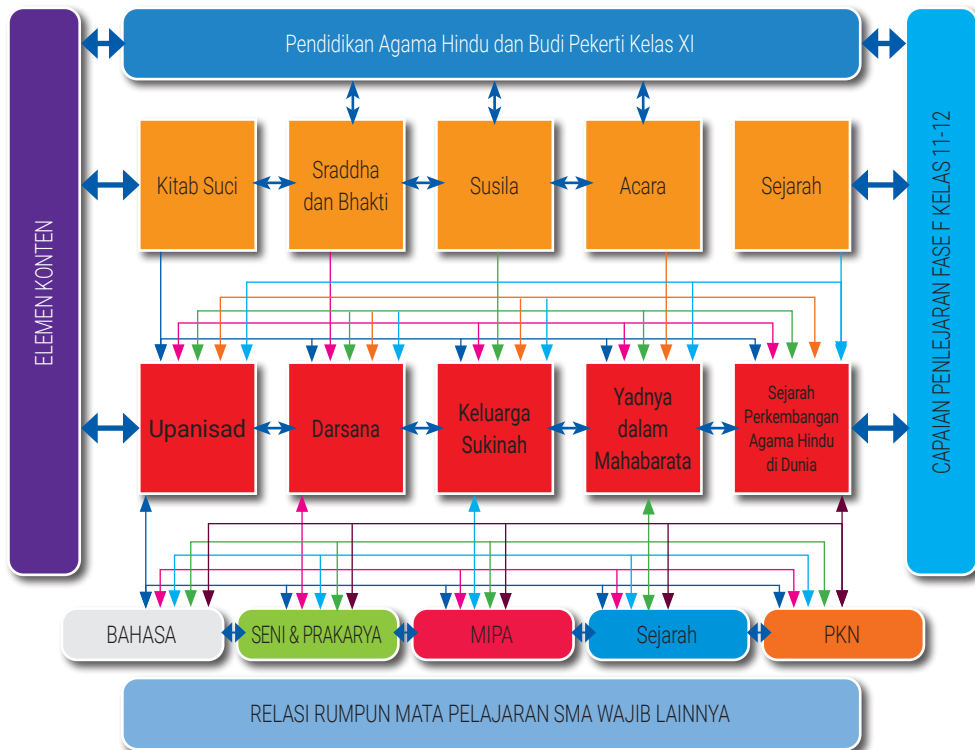 Pendidikan Agama Hindu dan Budi Pekerti Kelas XI
ELEMEN KONTEN
CAPAIAN PENLEJARAN FASE F KELAS 11-12
Kitab Suci
Sraddha
dan Bhakti
Susila
Acara
Sejarah
Upanisad
Darsana
Keluarga
Sukinah
Yadnya
dalam
Mahabarata
Sejarah
Perkembangan
Agama Hindu
di Dunia
BAHASA
SENI & PRAKARYA
MIPA
Sejarah
PKN
RELASI RUMPUN MATA PELAJARAN SMA WAJIB LAINNYA